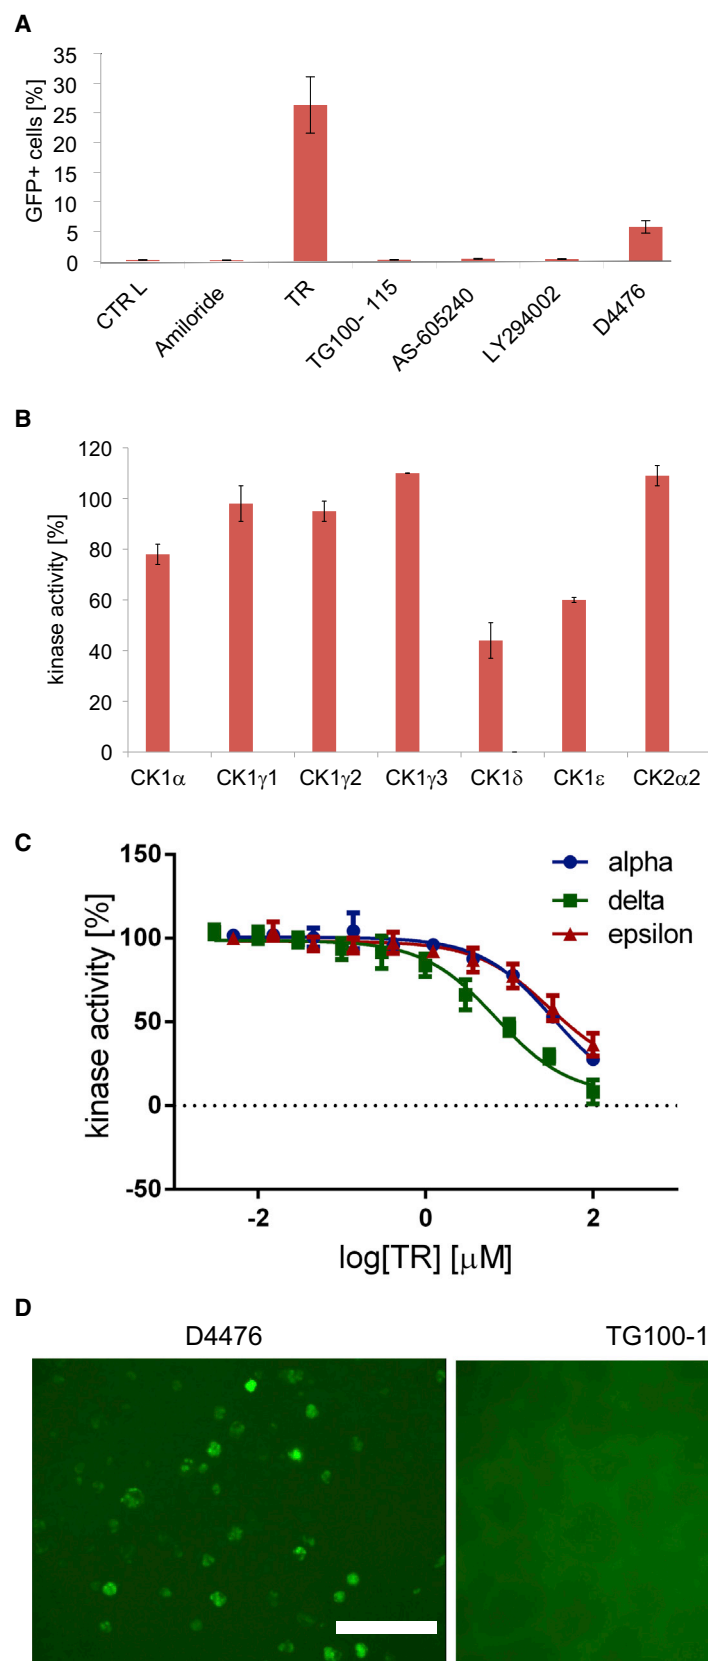 A
GFP+ cells [%]
35
30
25
20
15
10
5
0
CTR L
Amiloride
TR
TG100- 115
AS-605240
LY294002
D4476
B
kinase activity [%]
120
100
80
60
40
20
0
CK1α
CK1γ1
CK1γ2
CK1γ3
CK1δ
CK1ε
CK2α2
C
kinase activity [%]
150
100
50
0
-50
-2
0
2
log[TR] [μM]
alpha
delta
epsilon
D
D4476
TG100-1